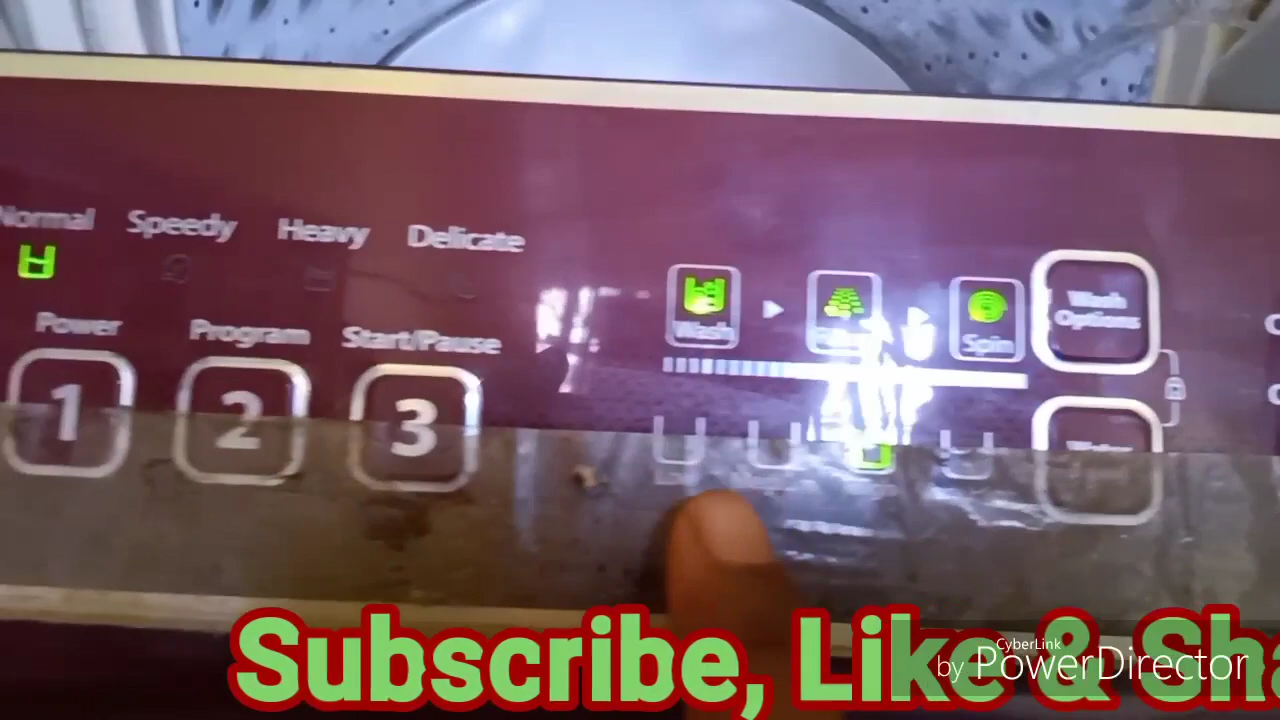 Normal Speedy Heavy Delicate
Power Program Start/Pause
1 2 3
Wash
Spin
Wash
Options
Subscribe, Like & Sha
CyberLink
by PowerDirector